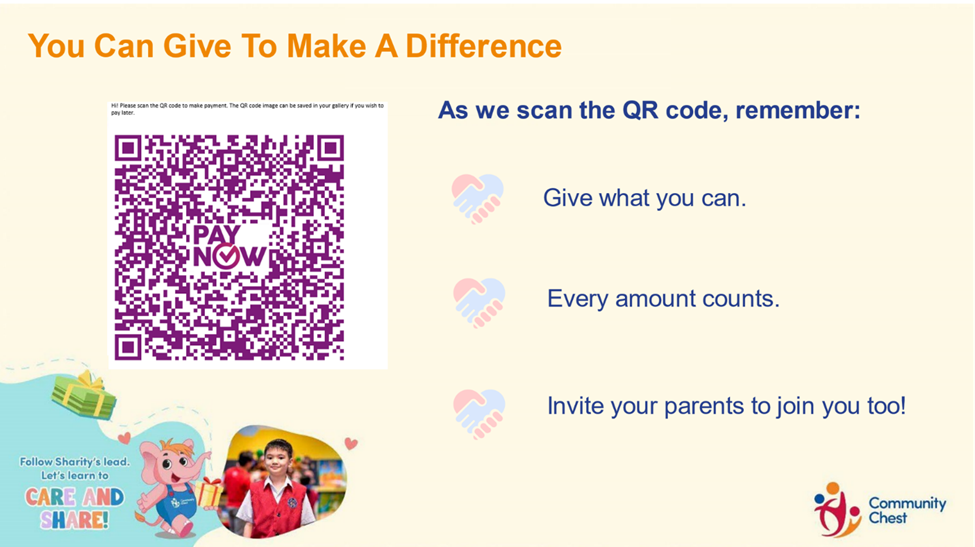 You Can Give To Make A Difference
Hi! Please scan the QR code to make payment. The QR code image can be saved in your gallery if you wish to
pay later.
PAY
NOW
As we scan the QR code, remember:
Give what you can.
Every amount counts.
Invite your parents to join you too!
Follow Sharity's lead.
Let's learn to
CARE AND
SHARE!
Community
Chest
Community
Chest